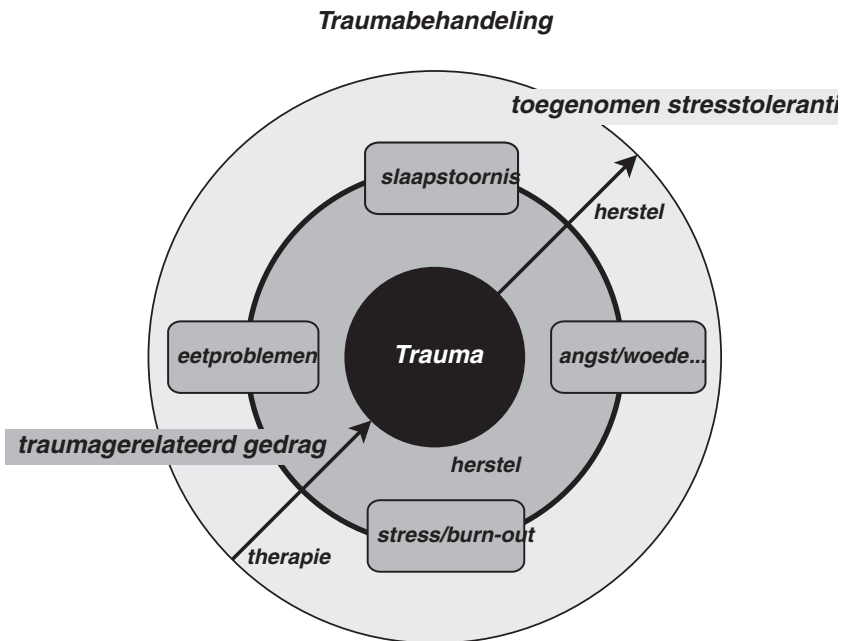 Traumabehandeling
toegenomen stresstoleranti
slaapstoornis
herstel
eetproblemen
Trauma
angst/woede...
traumagerelateerd gedrag
herstel
stress/burn-out
therapie